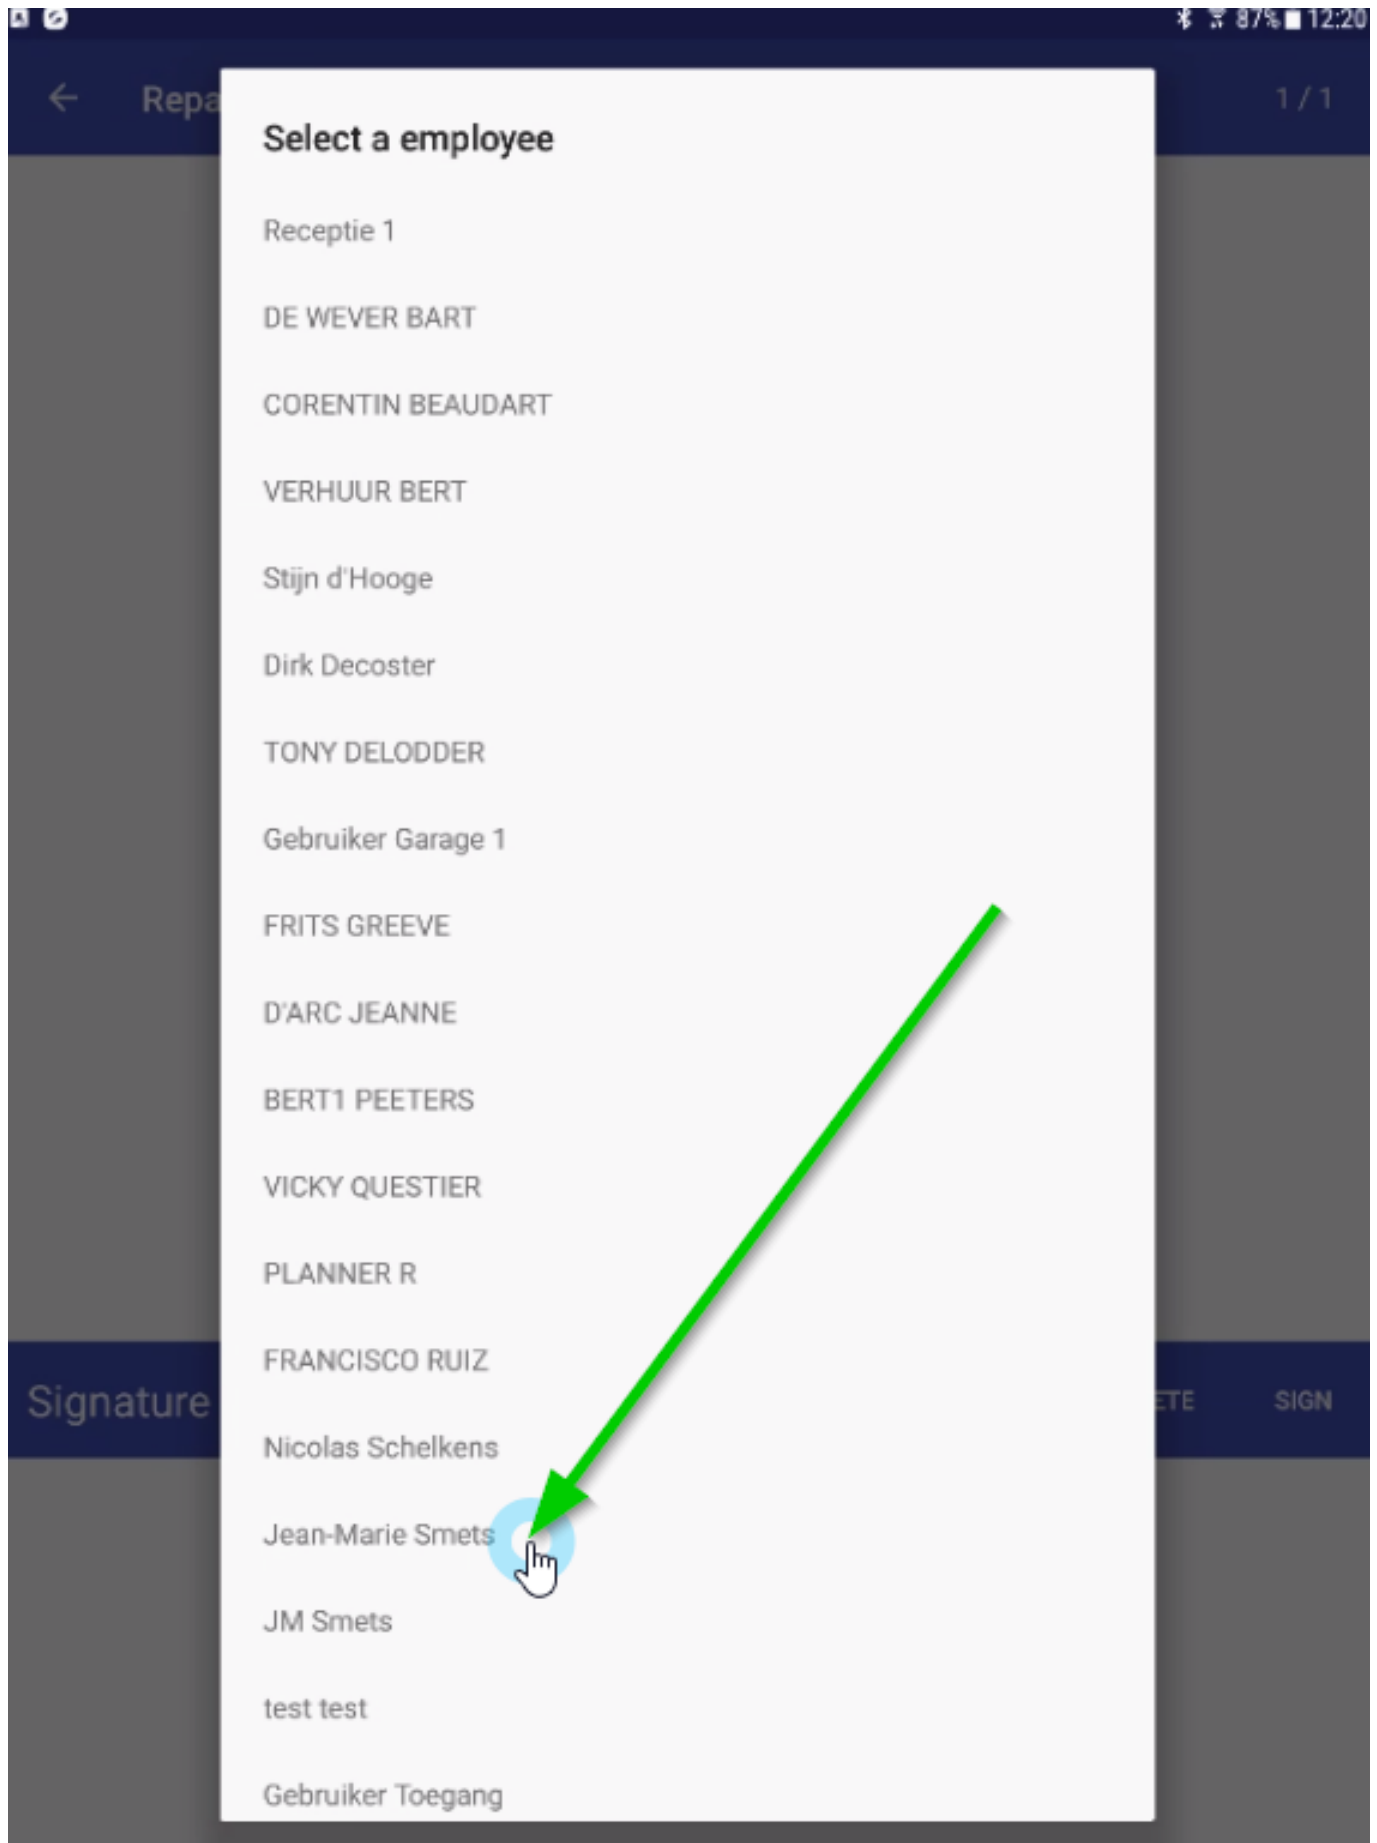 87% 12:20
Repa
1 / 1
Select a employee
Receptie 1
DE WEVER BART
CORENTIN BEAUDART
VERHUUR BERT
Stijn d'Hooge
Dirk Decoster
TONY DELODDER
Gebruiker Garage 1
FRITS GREEVE
D'ARC JEANNE
BERT1 PEETERS
VICKY QUESTIER
PLANNER R
FRANCISCO RUIZ
Signature
ETE SIGN
Nicolas Schelkens
Jean-Marie Smets
JM Smets
test test
Gebruiker Toegang